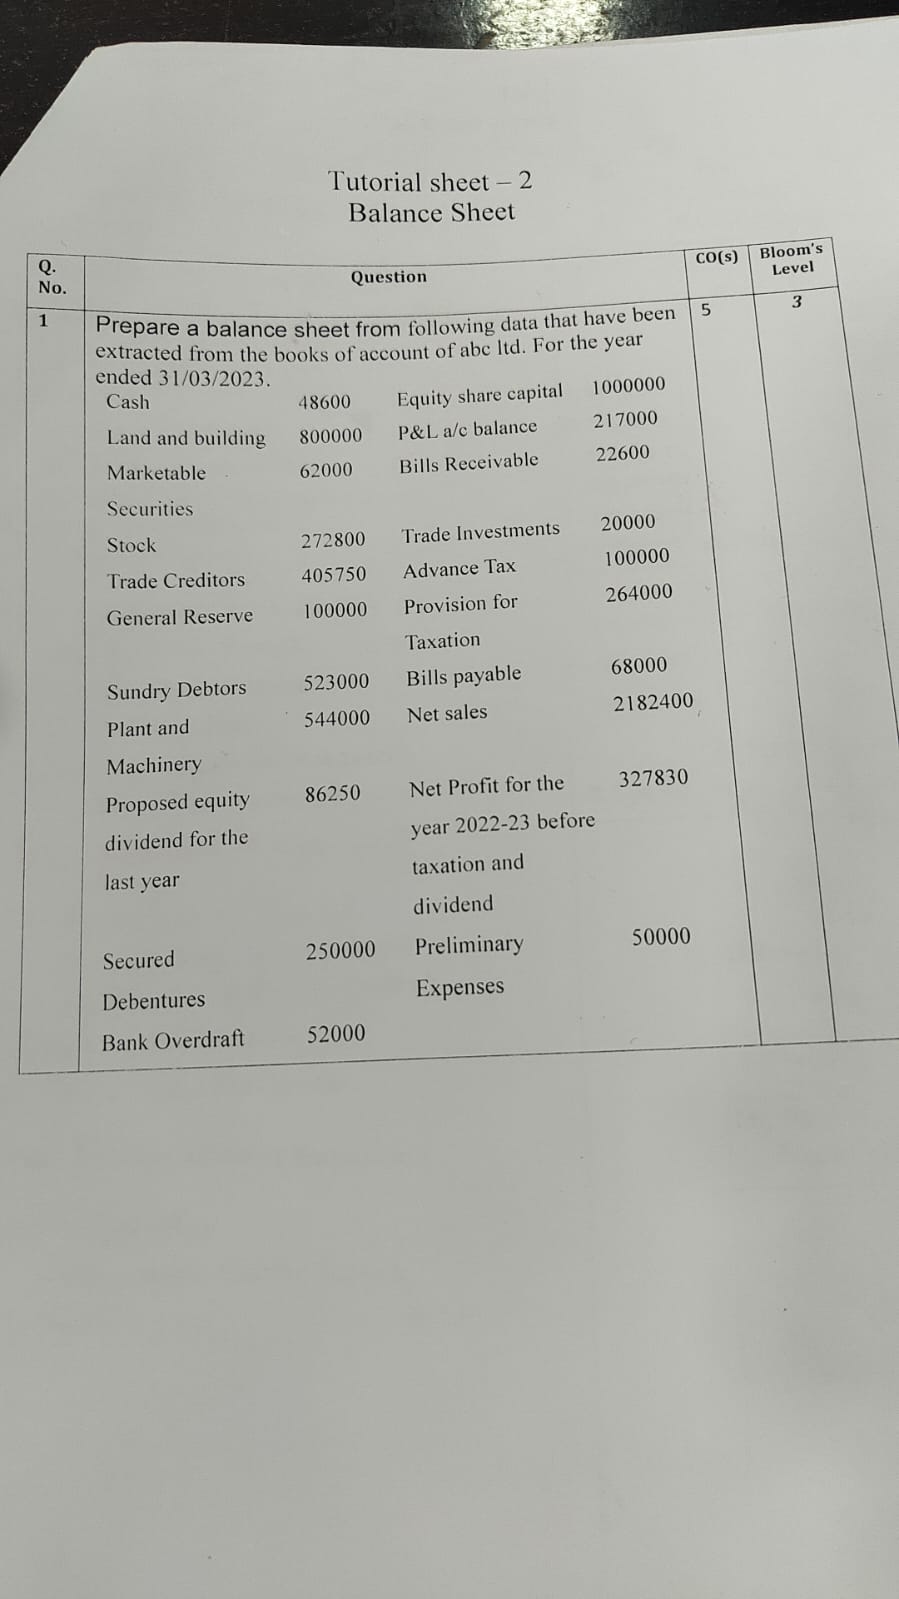 Tutorial sheet – 2
Balance Sheet
Q. No. Question CO(s) Bloom's Level
1 Prepare a balance sheet from following data that have been 5 3
extracted from the books of account of abc ltd. For the year
ended 31/03/2023.
Cash 48600 Equity share capital 1000000
Land and building 800000 P&L a/c balance 217000
Marketable 62000 Bills Receivable 22600
Securities
Stock 272800 Trade Investments 20000
Trade Creditors 405750 Advance Tax 100000
General Reserve 100000 Provision for 264000
Taxation
Sundry Debtors 523000 Bills payable 68000
Plant and 544000 Net sales 2182400
Machinery
Proposed equity 86250 Net Profit for the 327830
dividend for the year 2022-23 before
last year taxation and
dividend
Secured 250000 Preliminary 50000
Debentures Expenses
Bank Overdraft 52000